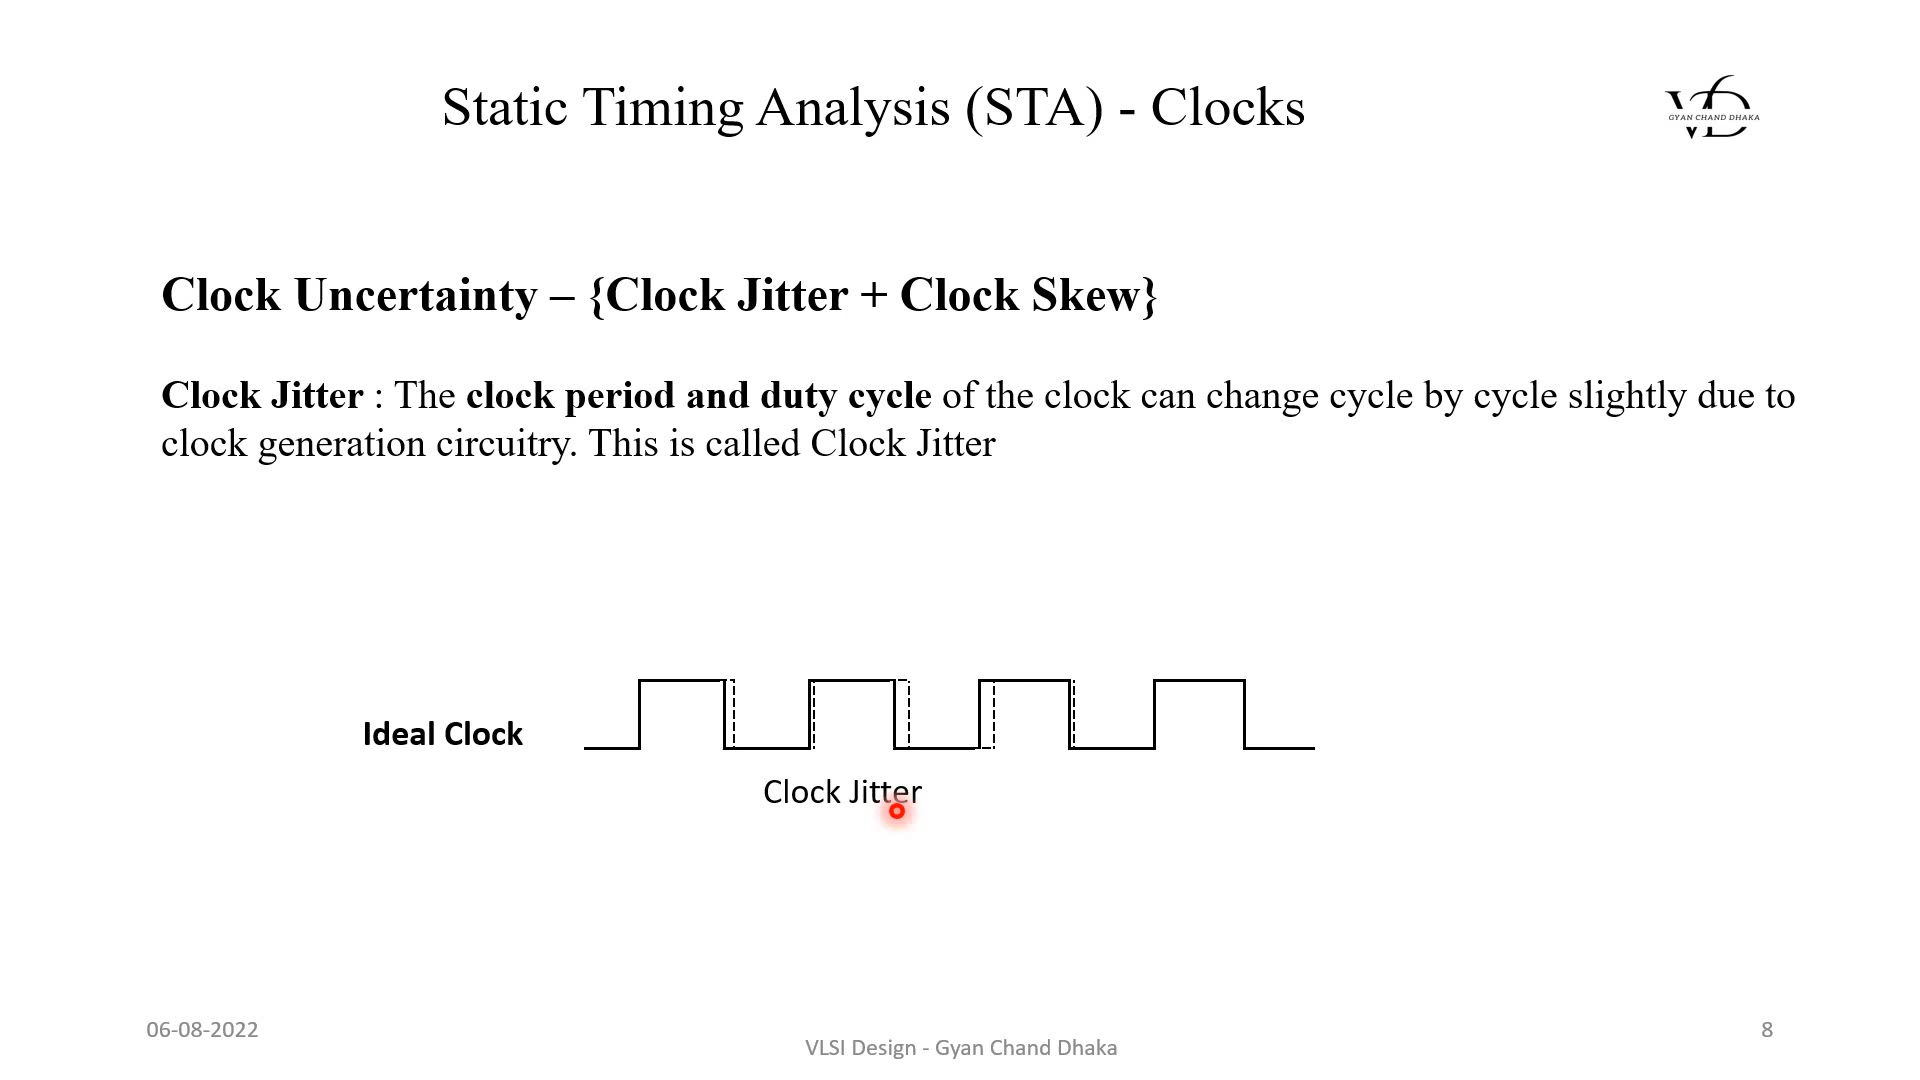 Static Timing Analysis (STA) - Clocks
VD
GYAN CHAND DHAKA
Clock Uncertainty – {Clock Jitter + Clock Skew}
Clock Jitter : The clock period and duty cycle of the clock can change cycle by cycle slightly due to
clock generation circuitry. This is called Clock Jitter
Ideal Clock
Clock Jitter
06-08-2022
VLSI Design - Gyan Chand Dhaka
8